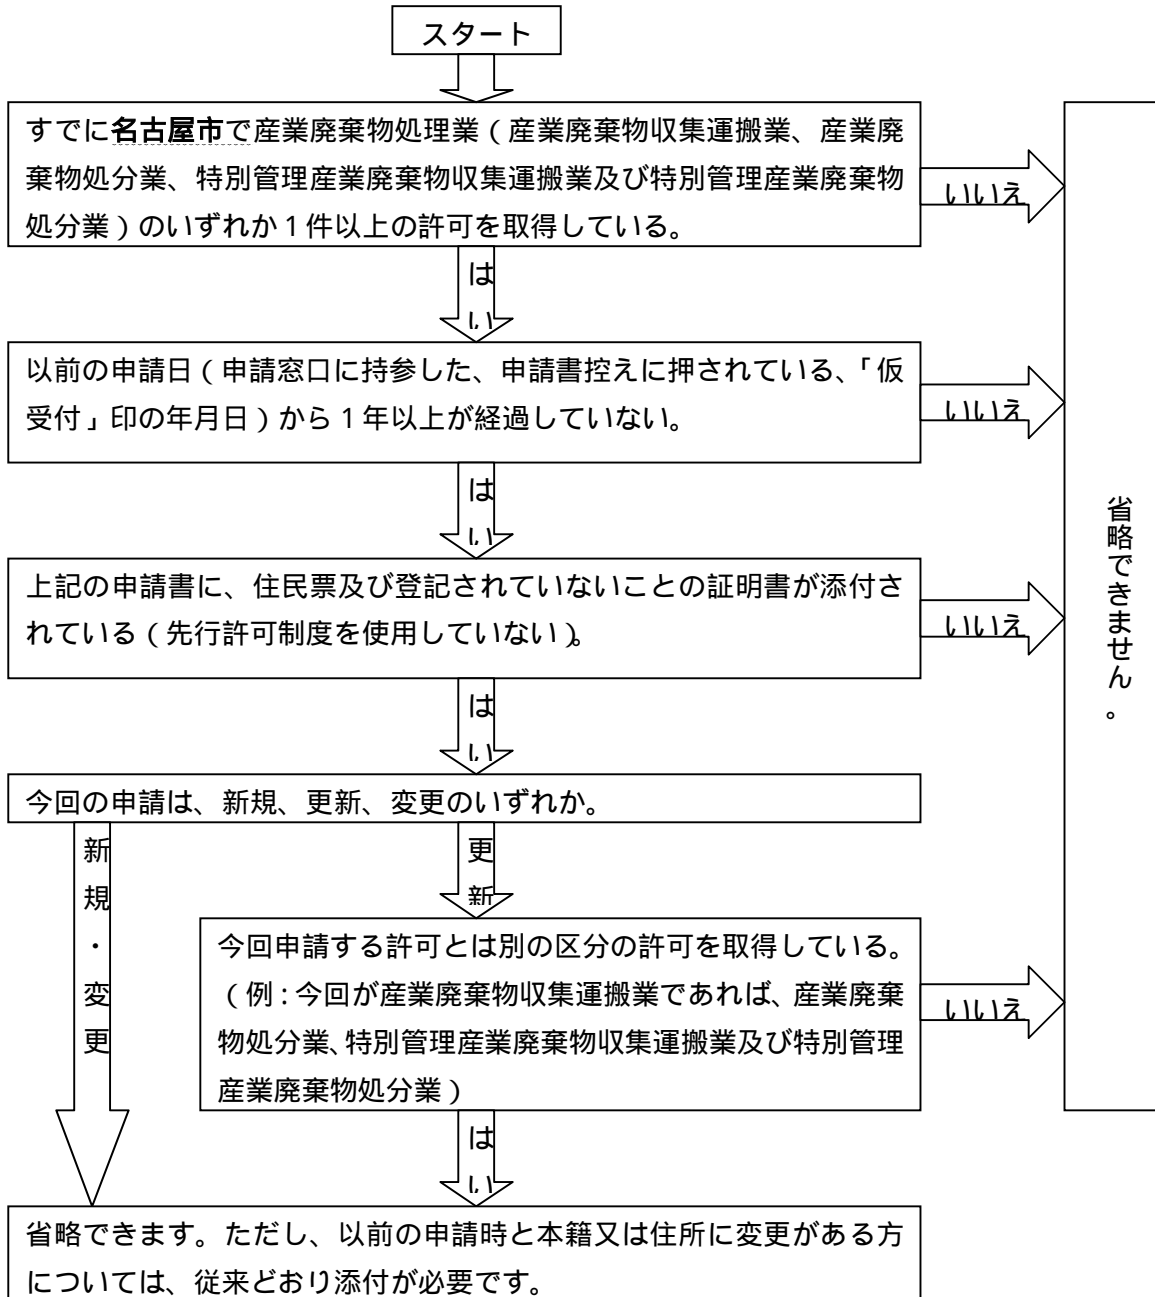 スタート
すでに名古屋市で産業廃棄物処理業（産業廃棄物収集運搬業、産業廃
棄物処分業、特別管理産業廃棄物収集運搬業及び特別管理産業廃棄物
処分業）のいずれか1件以上の許可を取得している。
いいえ
はい
以前の申請日（申請窓口に持参した、申請書控えに押されている、「仮
受付」印の年月日）から1年以上が経過していない。
いいえ
はい
上記の申請書に、住民票及び登記されていないことの証明書が添付さ
れている（先行許可制度を使用していない）。
いいえ
はい
今回の申請は、新規、更新、変更のいずれか。
新規・変更
更新
今回申請する許可とは別の区分の許可を取得している。
（例：今回が産業廃棄物収集運搬業であれば、産業廃棄
物処分業、特別管理産業廃棄物収集運搬業及び特別管理
産業廃棄物処分業）
いいえ
はい
省略できません。
省略できます。ただし、以前の申請時と本籍又は住所に変更がある方
については、従来どおり添付が必要です。